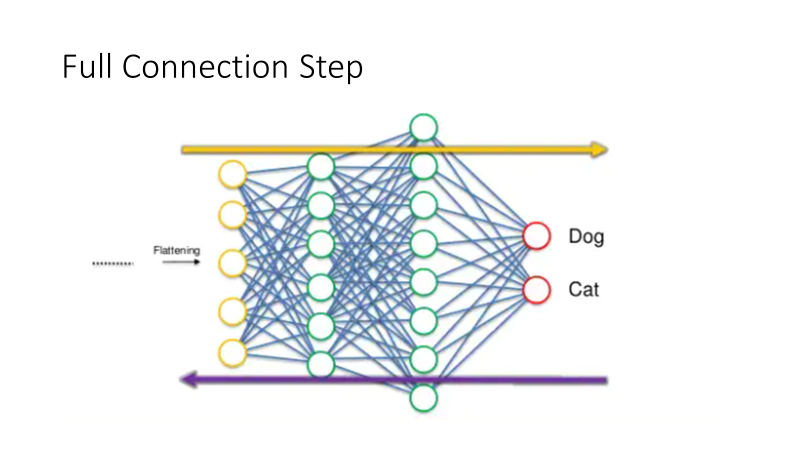 Full Connection Step
Flattening
Dog
Cat